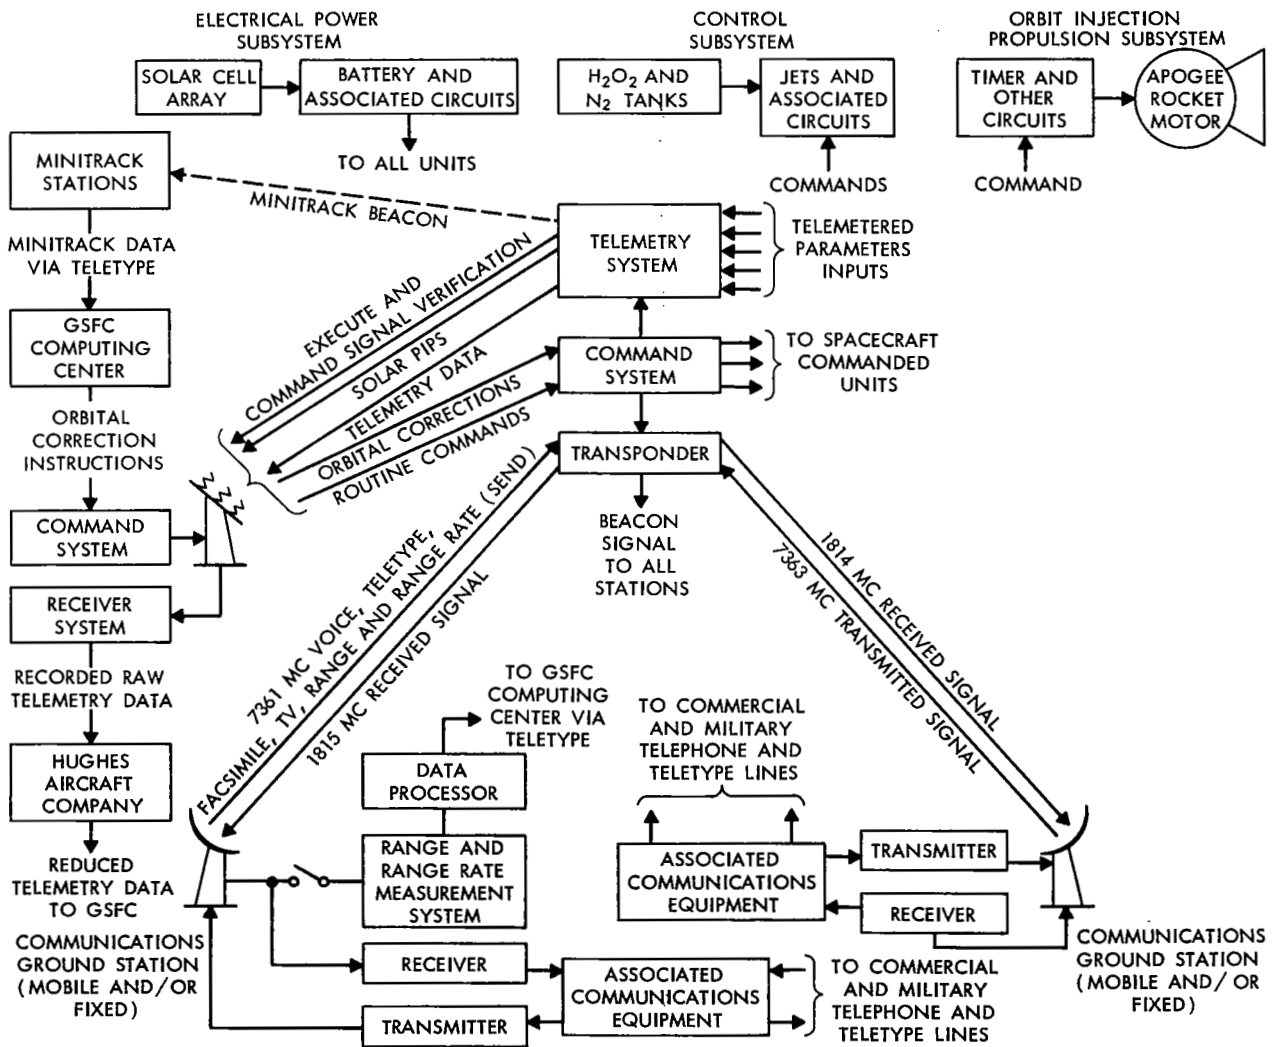 ELECTRICAL POWER
SUBSYSTEM
CONTROL
SUBSYSTEM
ORBIT INJECTION
PROPULSION SUBSYSTEM
SOLAR CELL
ARRAY
BATTERY AND
ASSOCIATED CIRCUITS
H₂O₂ AND
N₂ TANKS
JETS AND
ASSOCIATED
CIRCUITS
TIMER AND
OTHER
CIRCUITS
APOGEE
ROCKET
MOTOR
TO ALL UNITS
COMMANDS
COMMAND
MINITRACK
STATIONS
MINITRACK BEACON
TELEMETRY
SYSTEM
TELEMETERED
PARAMETERS
INPUTS
MINITRACK DATA
VIA TELETYPE
EXECUTE AND
COMMAND SIGNAL VERIFICATION
SOLAR PIPS
TELEMETRY DATA
ORBITAL CORRECTIONS
ROUTINE COMMANDS
GSFC
COMPUTING
CENTER
COMMAND
SYSTEM
TO SPACECRAFT
COMMANDED
UNITS
ORBITAL
CORRECTION
INSTRUCTIONS
TRANSPONDER
COMMAND
SYSTEM
BEACON
SIGNAL
TO ALL
STATIONS
RECEIVER
SYSTEM
7361 MC VOICE, TELETYPE,
FACSIMILE, TV, RANGE AND RANGE RATE (SEND)
1815 MC RECEIVED SIGNAL
1814 MC RECEIVED SIGNAL
7363 MC TRANSMITTED SIGNAL
RECORDED RAW
TELEMETRY DATA
TO GSFC
COMPUTING
CENTER VIA
TELETYPE
TO COMMERCIAL
AND MILITARY
TELEPHONE AND
TELETYPE LINES
HUGHES
AIRCRAFT
COMPANY
DATA
PROCESSOR
REDUCED
TELEMETRY DATA
TO GSFC
RANGE AND
RANGE RATE
MEASUREMENT
SYSTEM
ASSOCIATED
COMMUNICATIONS
EQUIPMENT
TRANSMITTER
RECEIVER
COMMUNICATIONS
GROUND STATION
(MOBILE AND/OR
FIXED)
RECEIVER
TRANSMITTER
ASSOCIATED
COMMUNICATIONS
EQUIPMENT
TO COMMERCIAL
AND MILITARY
TELEPHONE AND
TELETYPE LINES
COMMUNICATIONS
GROUND STATION
(MOBILE AND/OR
FIXED)